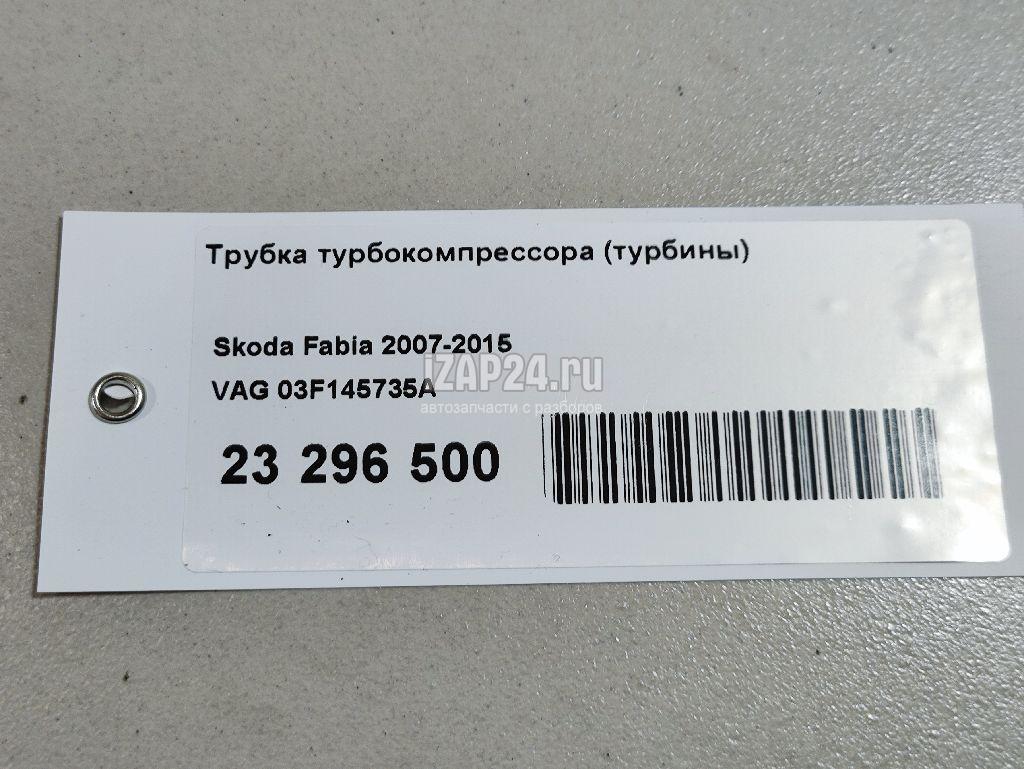 Трубка турбокомпрессора (турбины)
Skoda Fabia 2007-2015
iZAP24.ru
VAG 03F145735A
автозапчасти с разборов
23 296 500